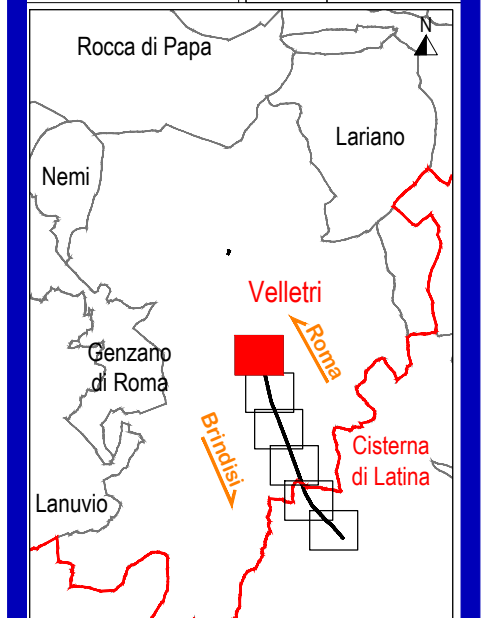 N
Rocca di Papa
Lariano
Nemi
Velletri
Roma
Genzano
di Roma
Brindisi
Cisterna
di Latina
Lanuvio